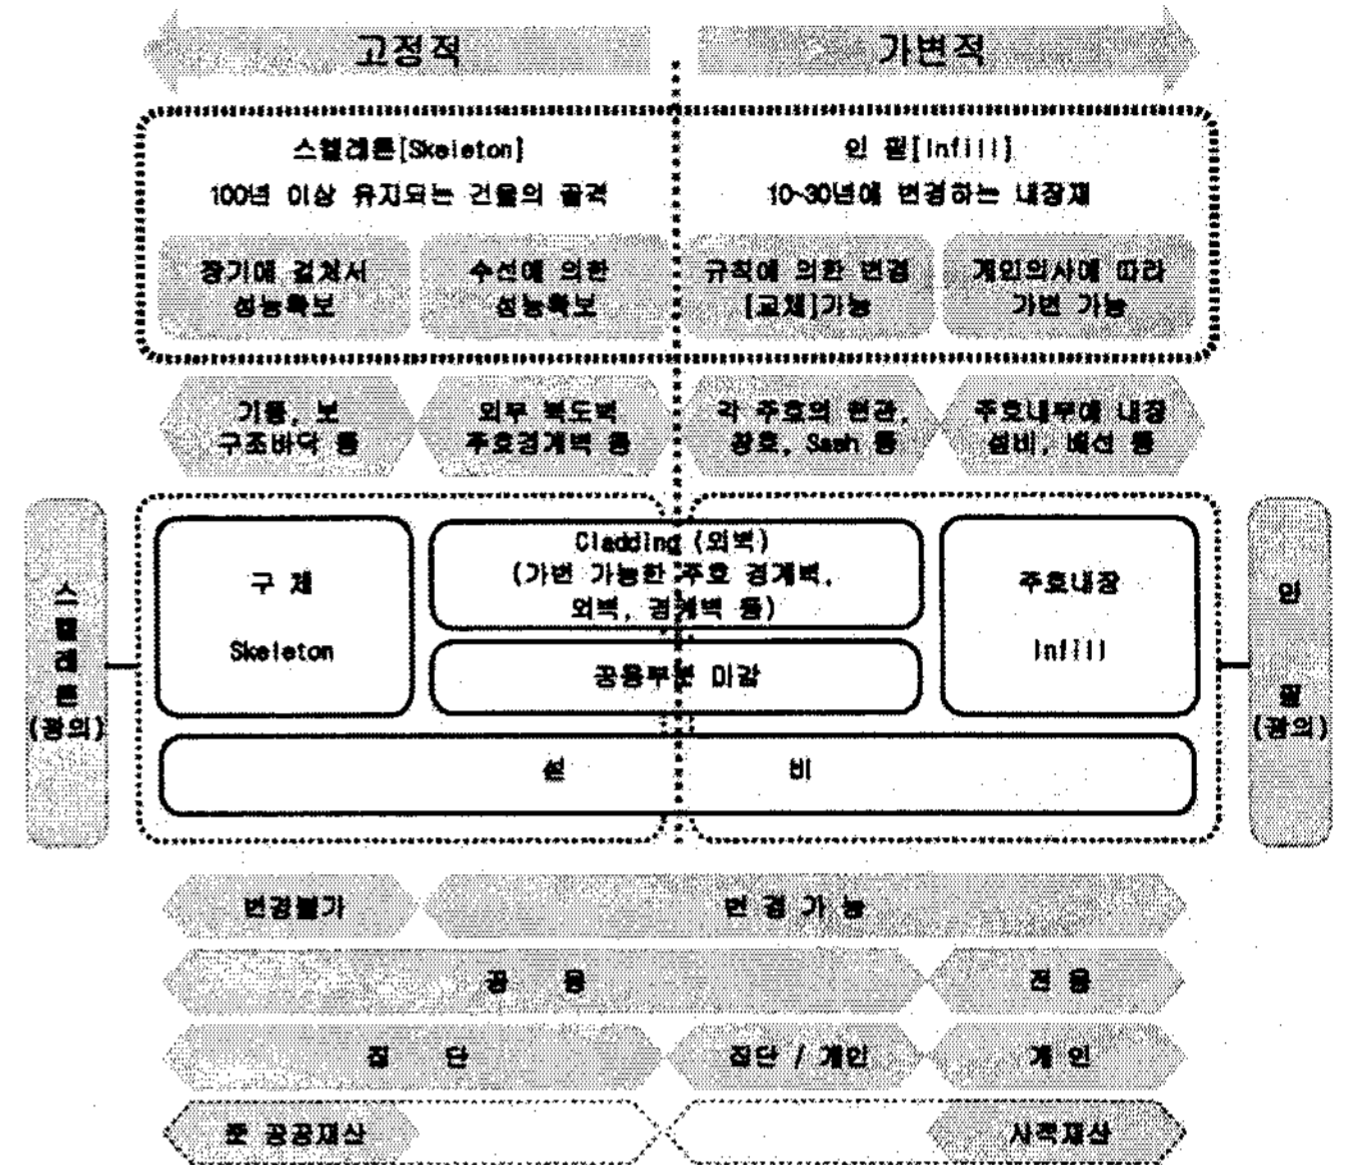 고정적
가변적
스켈레톤[Skeleton]
100년 이상 유지되는 건물의 골격
인 필[Infill]
10~30년에 변경하는 내장재
장기에 걸쳐서
성능확보
수선에 의한
성능확보
규칙에 의한 변경
[교체]가능
개인의사에 따라
가변 가능
기둥, 보
구조바닥 등
외부 복도벽
주호경계벽 등
각 주호의 현관,
창호, Sash 등
주호내부에 내장
설비, 배선 등
스
켈
레
톤
(광의)
구 체
Skeleton
Cladding (외벽)
(가변 가능한 주호 경계벽,
외벽, 경계벽 등)
공용부분 마감
주호내장
Infill
설 비
인
필
(광의)
변경불가
변 경 가 능
공 용
전 용
집 단
집단 / 개인
개 인
준 공공재산
사적재산